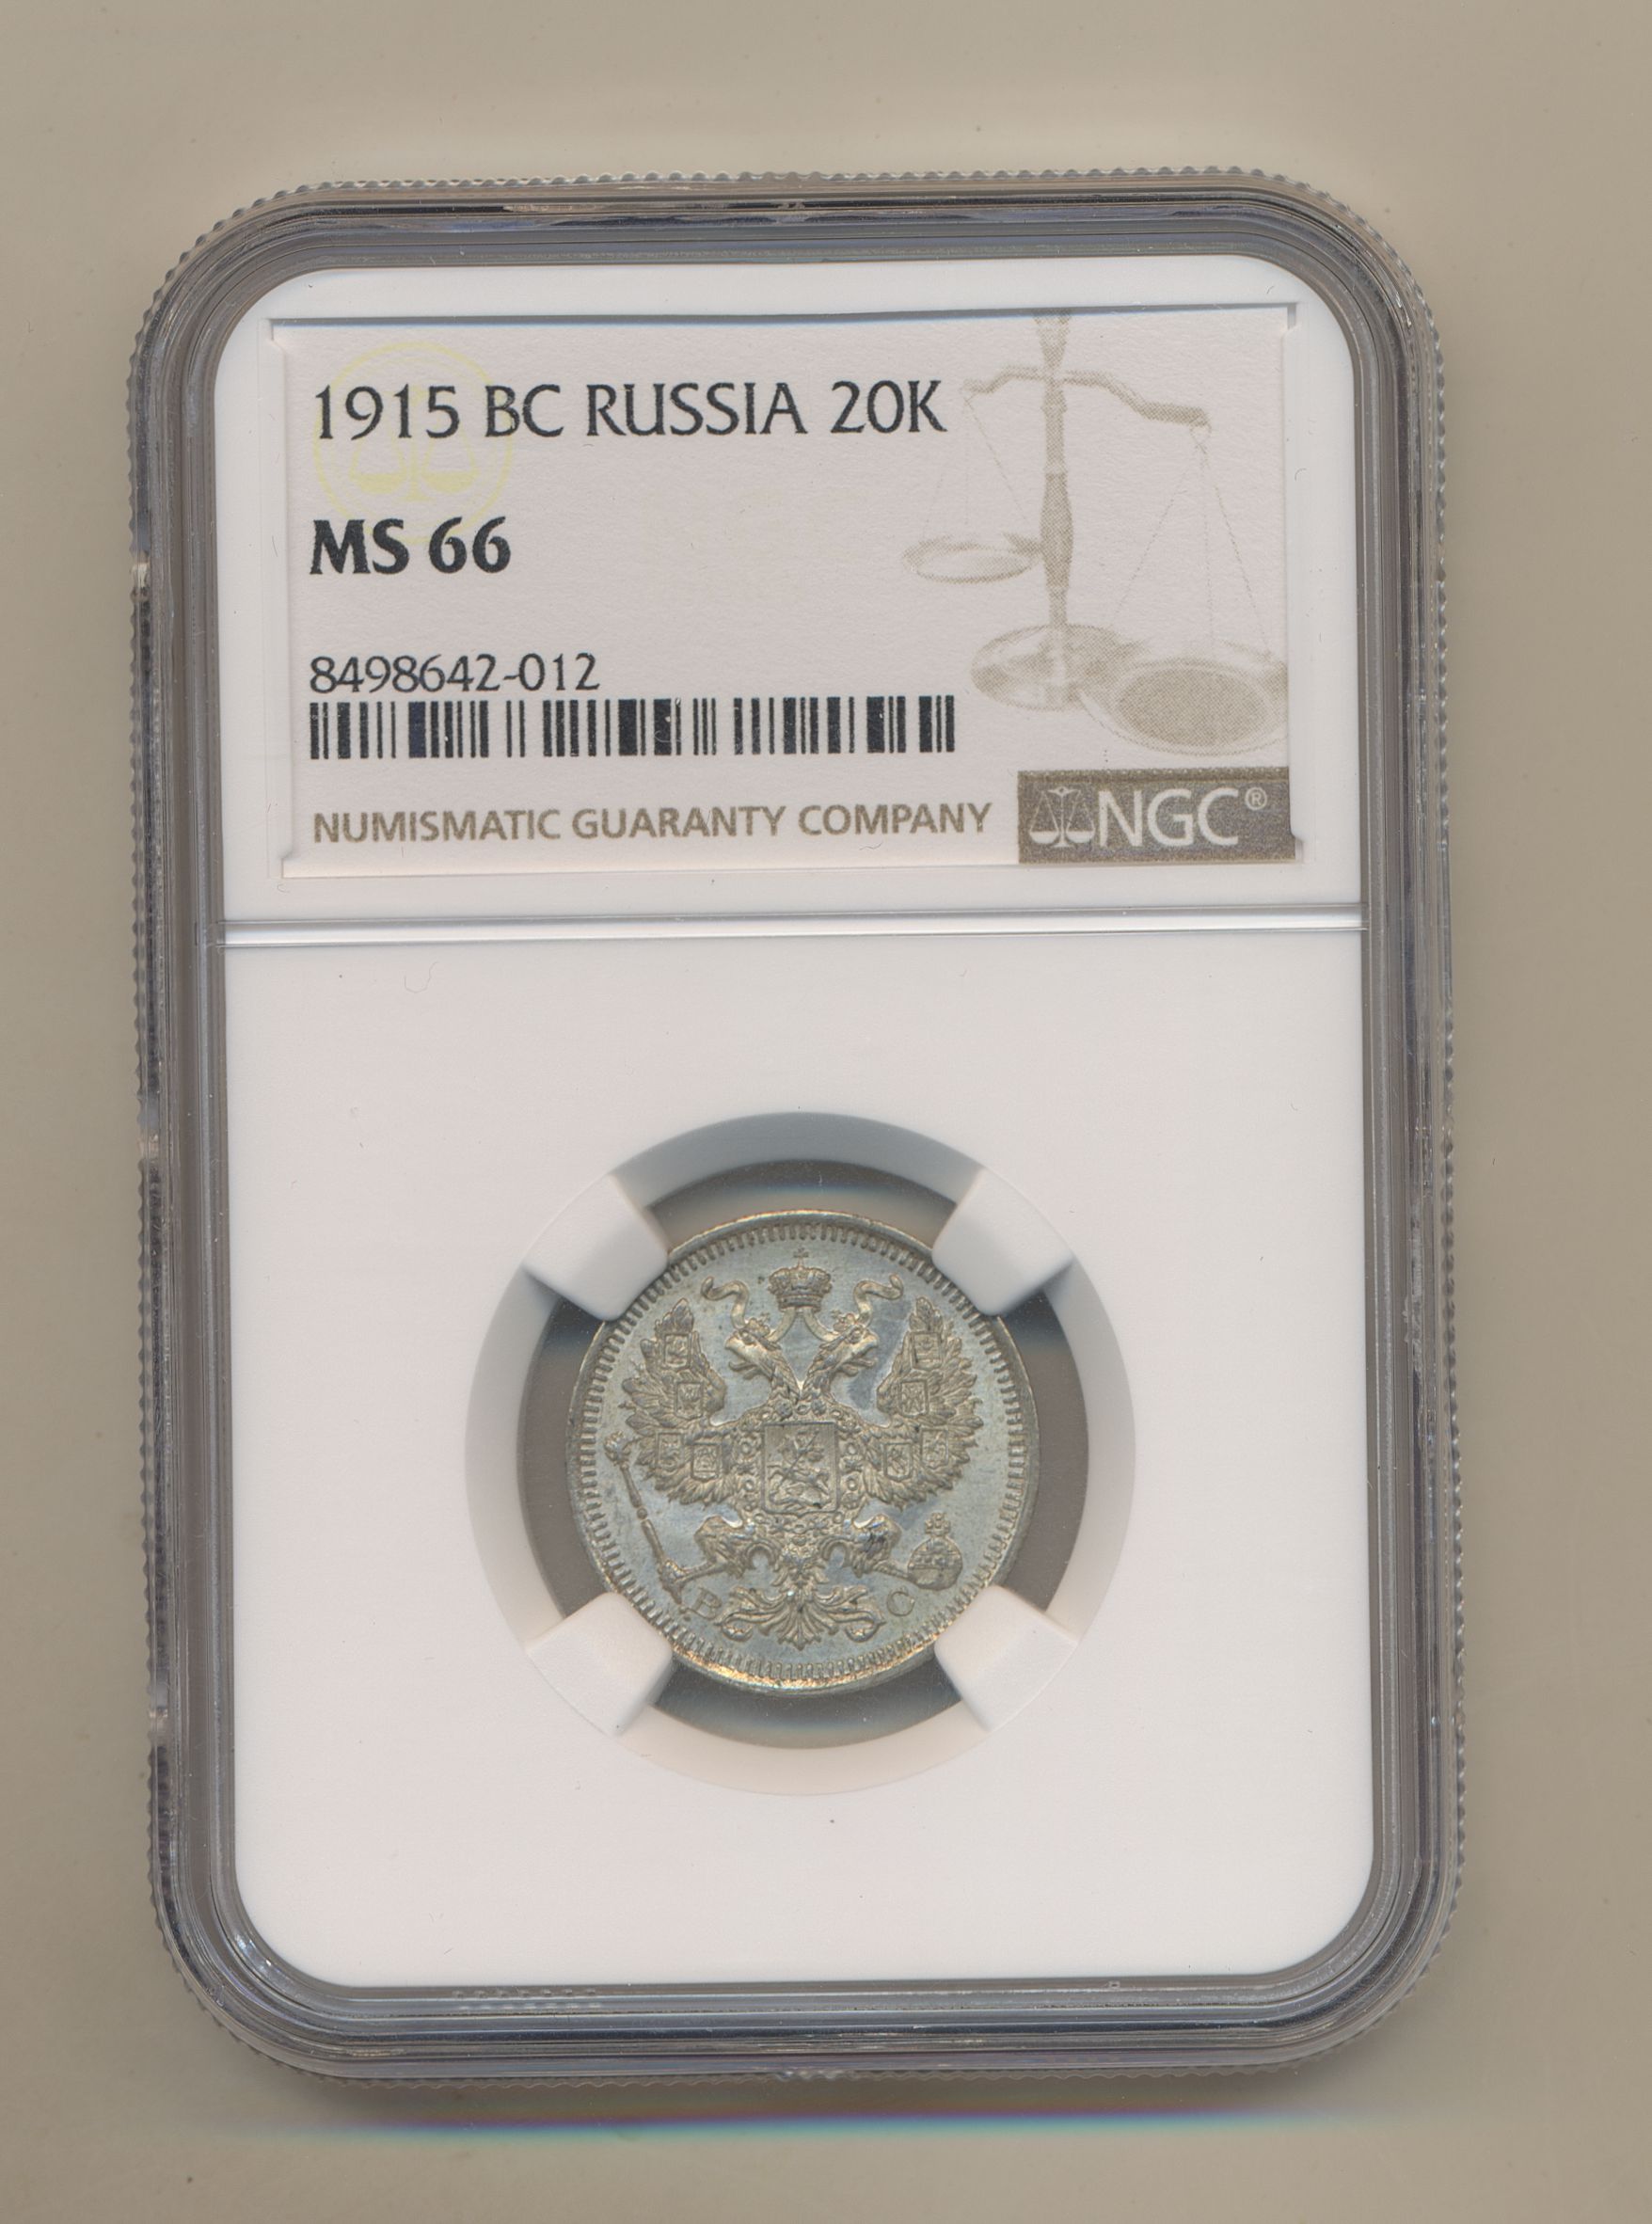 1915 BC RUSSIA 20K
MS 66
8498642-012
NUMISMATIC GUARANTY COMPANY
NGC®
В С